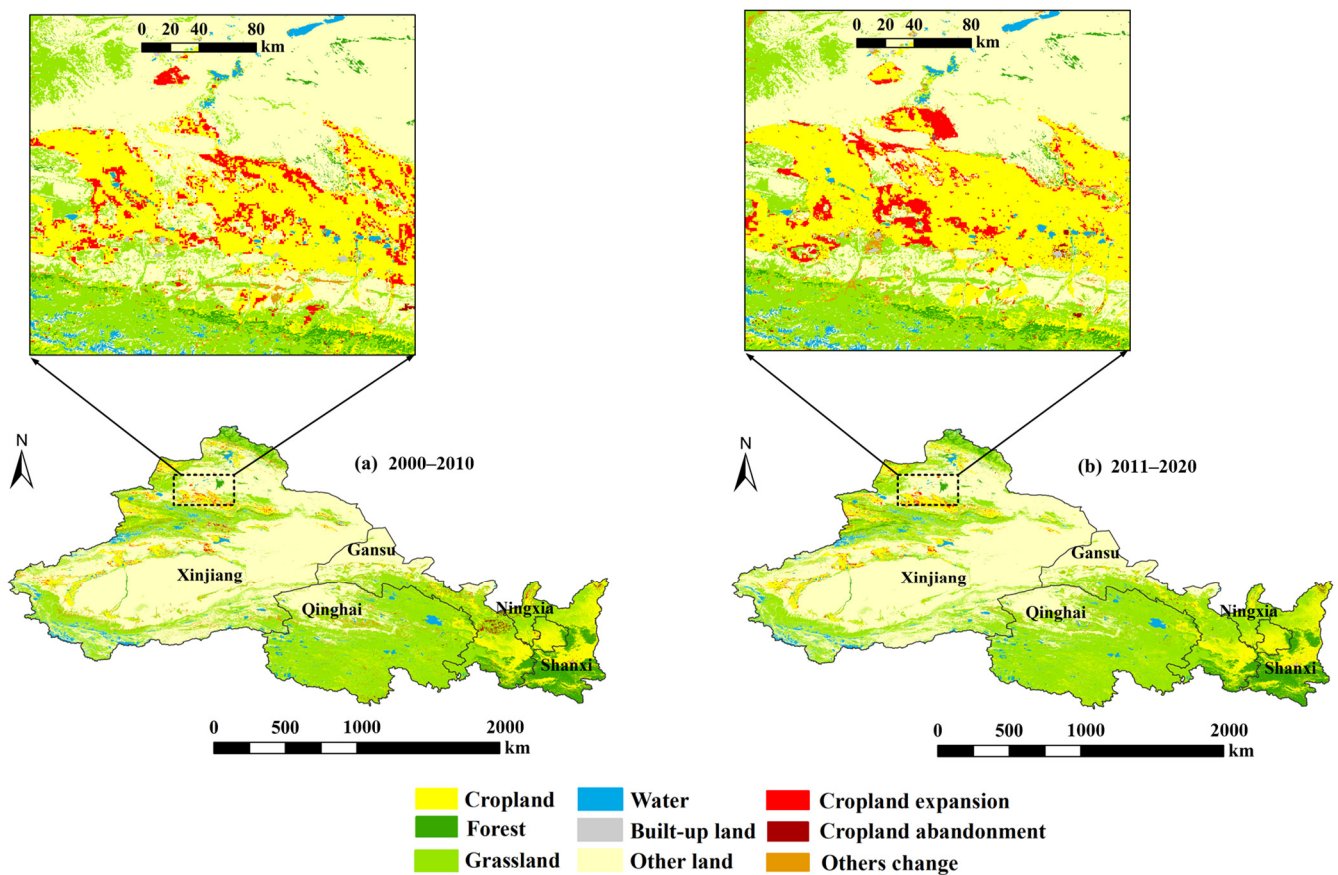 0 20 40 80
km
0 20 40 80
km
N
(a) 2000–2010
Gansu
Xinjiang
Qinghai
Ningxia
Shanxi
0 500 1000 2000
km
N
(b) 2011–2020
Gansu
Xinjiang
Qinghai
Ningxia
Shanxi
0 500 1000 2000
km
Cropland
Water
Cropland expansion
Forest
Built-up land
Cropland abandonment
Grassland
Other land
Others change